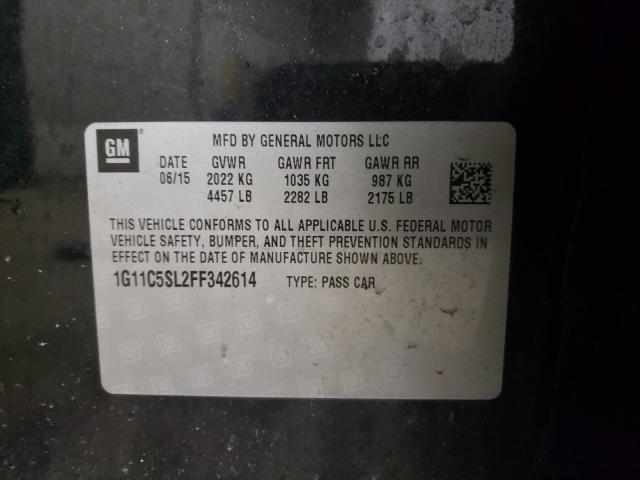 GM ®
MFD BY GENERAL MOTORS LLC
DATE GVWR GAWR FRT GAWR RR
06/15 2022 KG 1035 KG 987 KG
4457 LB 2282 LB 2175 LB
THIS VEHICLE CONFORMS TO ALL APPLICABLE U.S. FEDERAL MOTOR
VEHICLE SAFETY, BUMPER, AND THEFT PREVENTION STANDARDS IN
EFFECT ON THE DATE OF MANUFACTURE SHOWN ABOVE.
1G11C5SL2FF342614 TYPE: PASS CAR